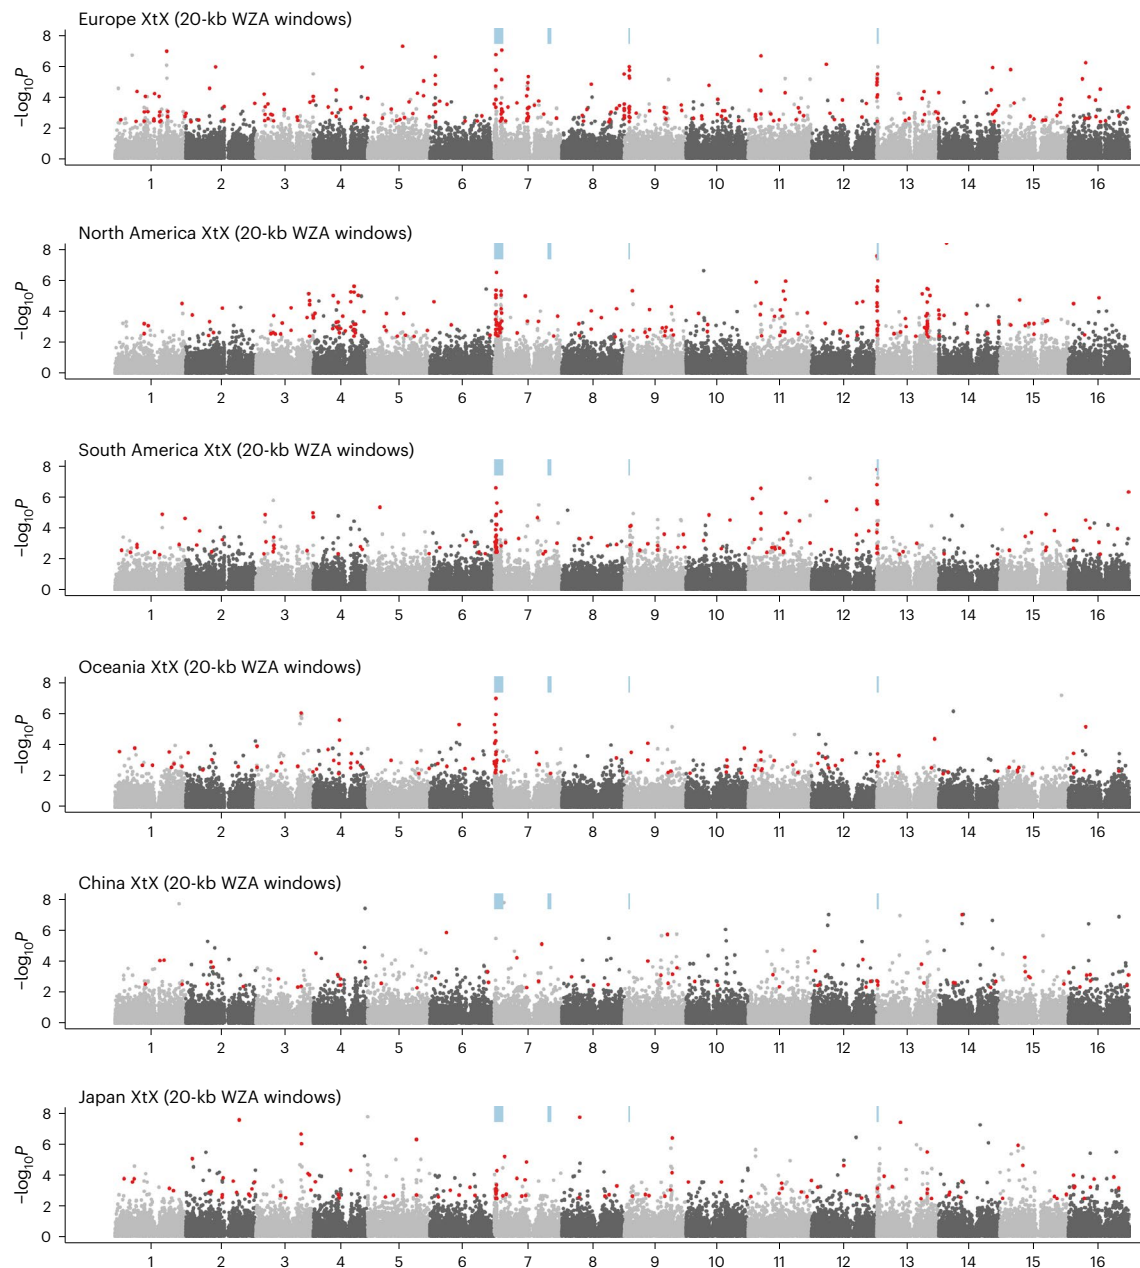 Europe XtX (20-kb WZA windows)
8
6
4
2
0
−log10P
1 2 3 4 5 6 7 8 9 10 11 12 13 14 15 16
North America XtX (20-kb WZA windows)
8
6
4
2
0
−log10P
1 2 3 4 5 6 7 8 9 10 11 12 13 14 15 16
South America XtX (20-kb WZA windows)
8
6
4
2
0
−log10P
1 2 3 4 5 6 7 8 9 10 11 12 13 14 15 16
Oceania XtX (20-kb WZA windows)
8
6
4
2
0
−log10P
1 2 3 4 5 6 7 8 9 10 11 12 13 14 15 16
China XtX (20-kb WZA windows)
8
6
4
2
0
−log10P
1 2 3 4 5 6 7 8 9 10 11 12 13 14 15 16
Japan XtX (20-kb WZA windows)
8
6
4
2
0
−log10P
1 2 3 4 5 6 7 8 9 10 11 12 13 14 15 16